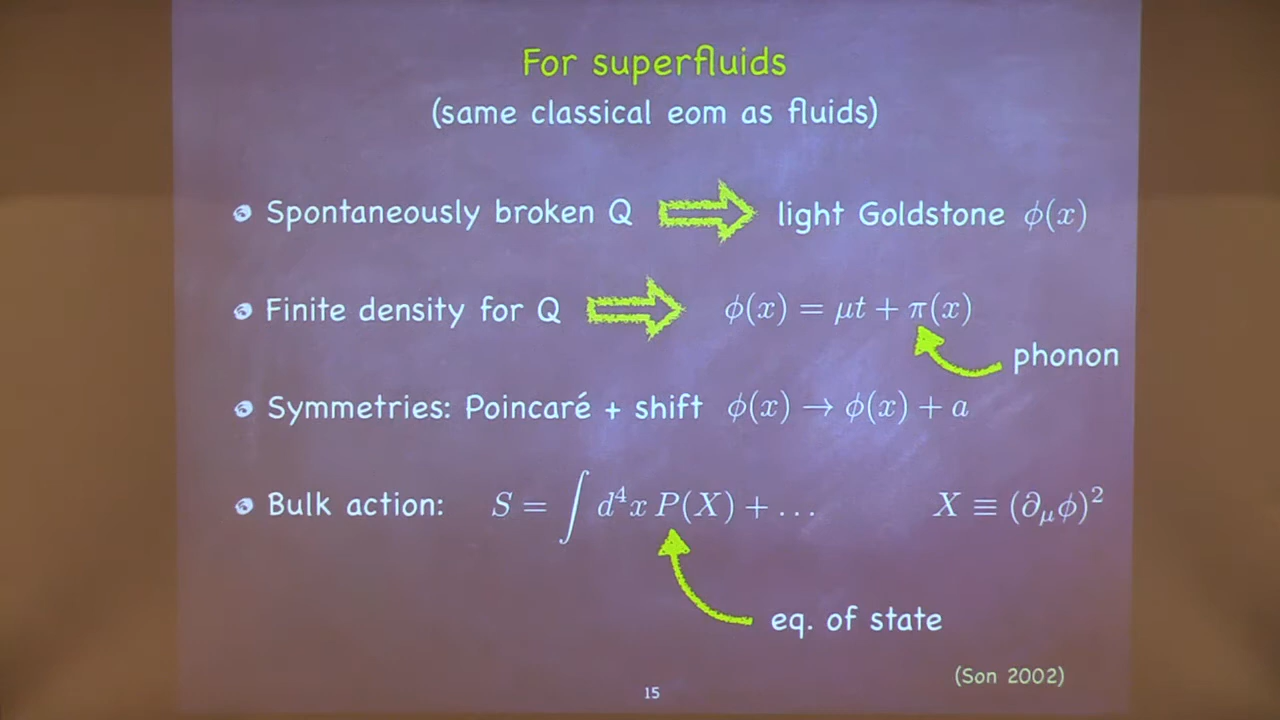 For superfluids
(same classical eom as fluids)
Spontaneously broken Q light Goldstone ϕ(x)
Finite density for Q ϕ(x) = μt + π(x)
phonon
Symmetries: Poincaré + shift ϕ(x) → ϕ(x) + a
Bulk action: S = ∫ d⁴x P(X) + … X ≡ (∂_μϕ)²
eq. of state
(Son 2002)
15